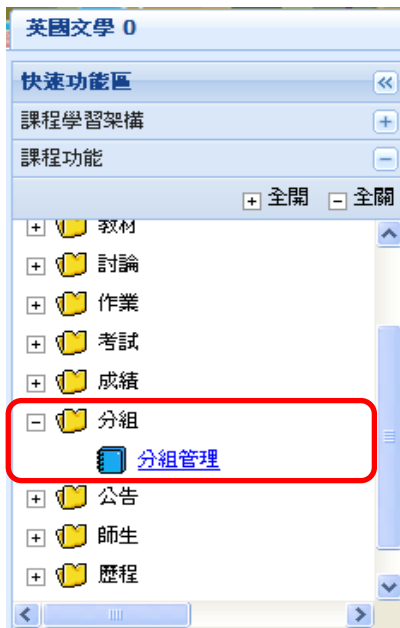 英國文學 0
快速功能區
課程學習架構
課程功能
全開 全關
教材
討論
作業
考試
成績
分組
分組管理
公告
師生
歷程